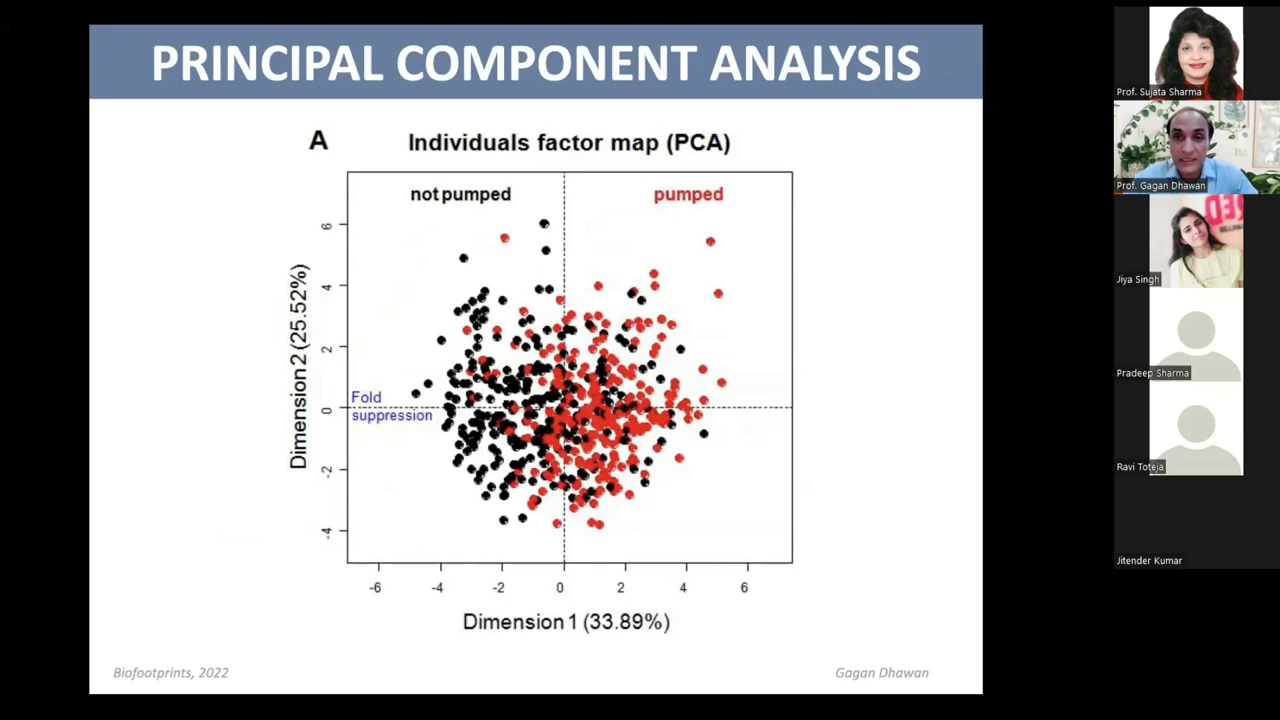 PRINCIPAL COMPONENT ANALYSIS
A
Individuals factor map (PCA)
not pumped
pumped
6
4
2
0
-2
-4
Dimension 2 (25.52%)
Fold
suppression
-6
-4
-2
0
2
4
6
Dimension 1 (33.89%)
Biofootprints, 2022
Gagan Dhawan
Prof. Sujata Sharma
Prof. Gagan Dhawan
RED
Jiya Singh
Pradeep Sharma
Ravi Toteja
Jitender Kumar